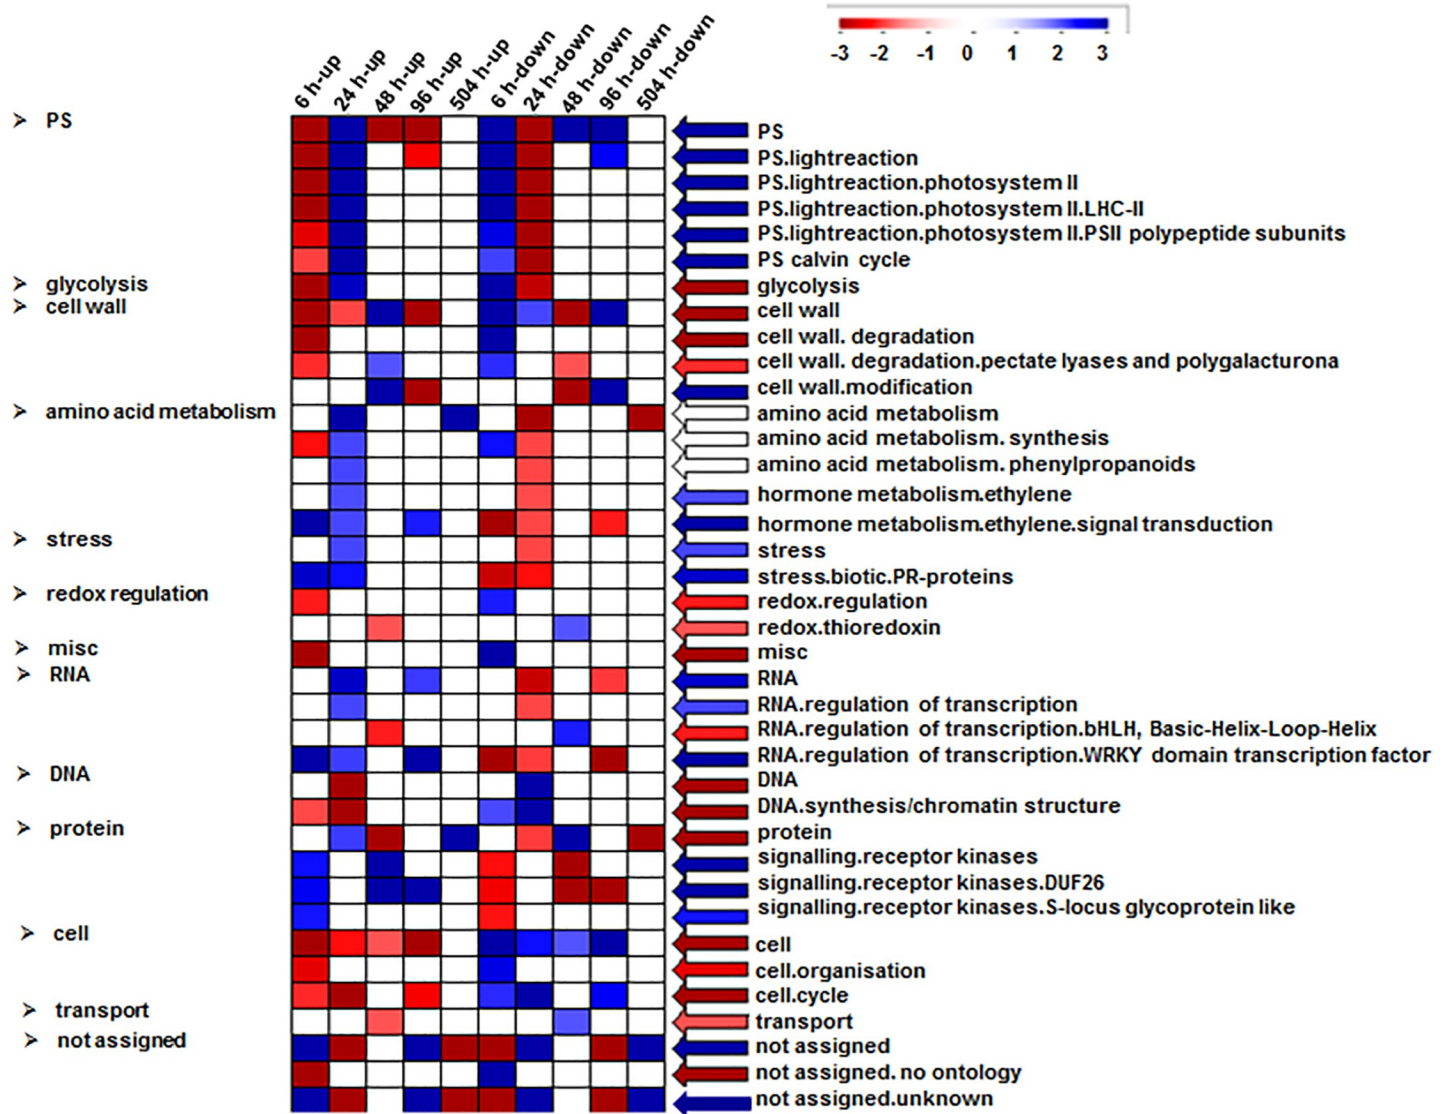 -3 -2 -1 0 1 2 3
6 h-up 24 h-up 48 h-up 96 h-up 504 h-up 6 h-down 24 h-down 48 h-down 96 h-down 504 h-down
PS
glycolysis
cell wall
amino acid metabolism
stress
redox regulation
misc
RNA
DNA
protein
cell
transport
not assigned
PS
PS.lightreaction
PS.lightreaction.photosystem II
PS.lightreaction.photosystem II.LHC-II
PS.lightreaction.photosystem II.PSII polypeptide subunits
PS calvin cycle
glycolysis
cell wall
cell wall. degradation
cell wall. degradation.pectate lyases and polygalacturona
cell wall.modification
amino acid metabolism
amino acid metabolism. synthesis
amino acid metabolism. phenylpropanoids
hormone metabolism.ethylene
hormone metabolism.ethylene.signal transduction
stress
stress.biotic.PR-proteins
redox.regulation
redox.thioredoxin
misc
RNA
RNA.regulation of transcription
RNA.regulation of transcription.bHLH, Basic-Helix-Loop-Helix
RNA.regulation of transcription.WRKY domain transcription factor
DNA
DNA.synthesis/chromatin structure
protein
signalling.receptor kinases
signalling.receptor kinases.DUF26
signalling.receptor kinases.S-locus glycoprotein like
cell
cell.organisation
cell.cycle
transport
not assigned
not assigned. no ontology
not assigned.unknown